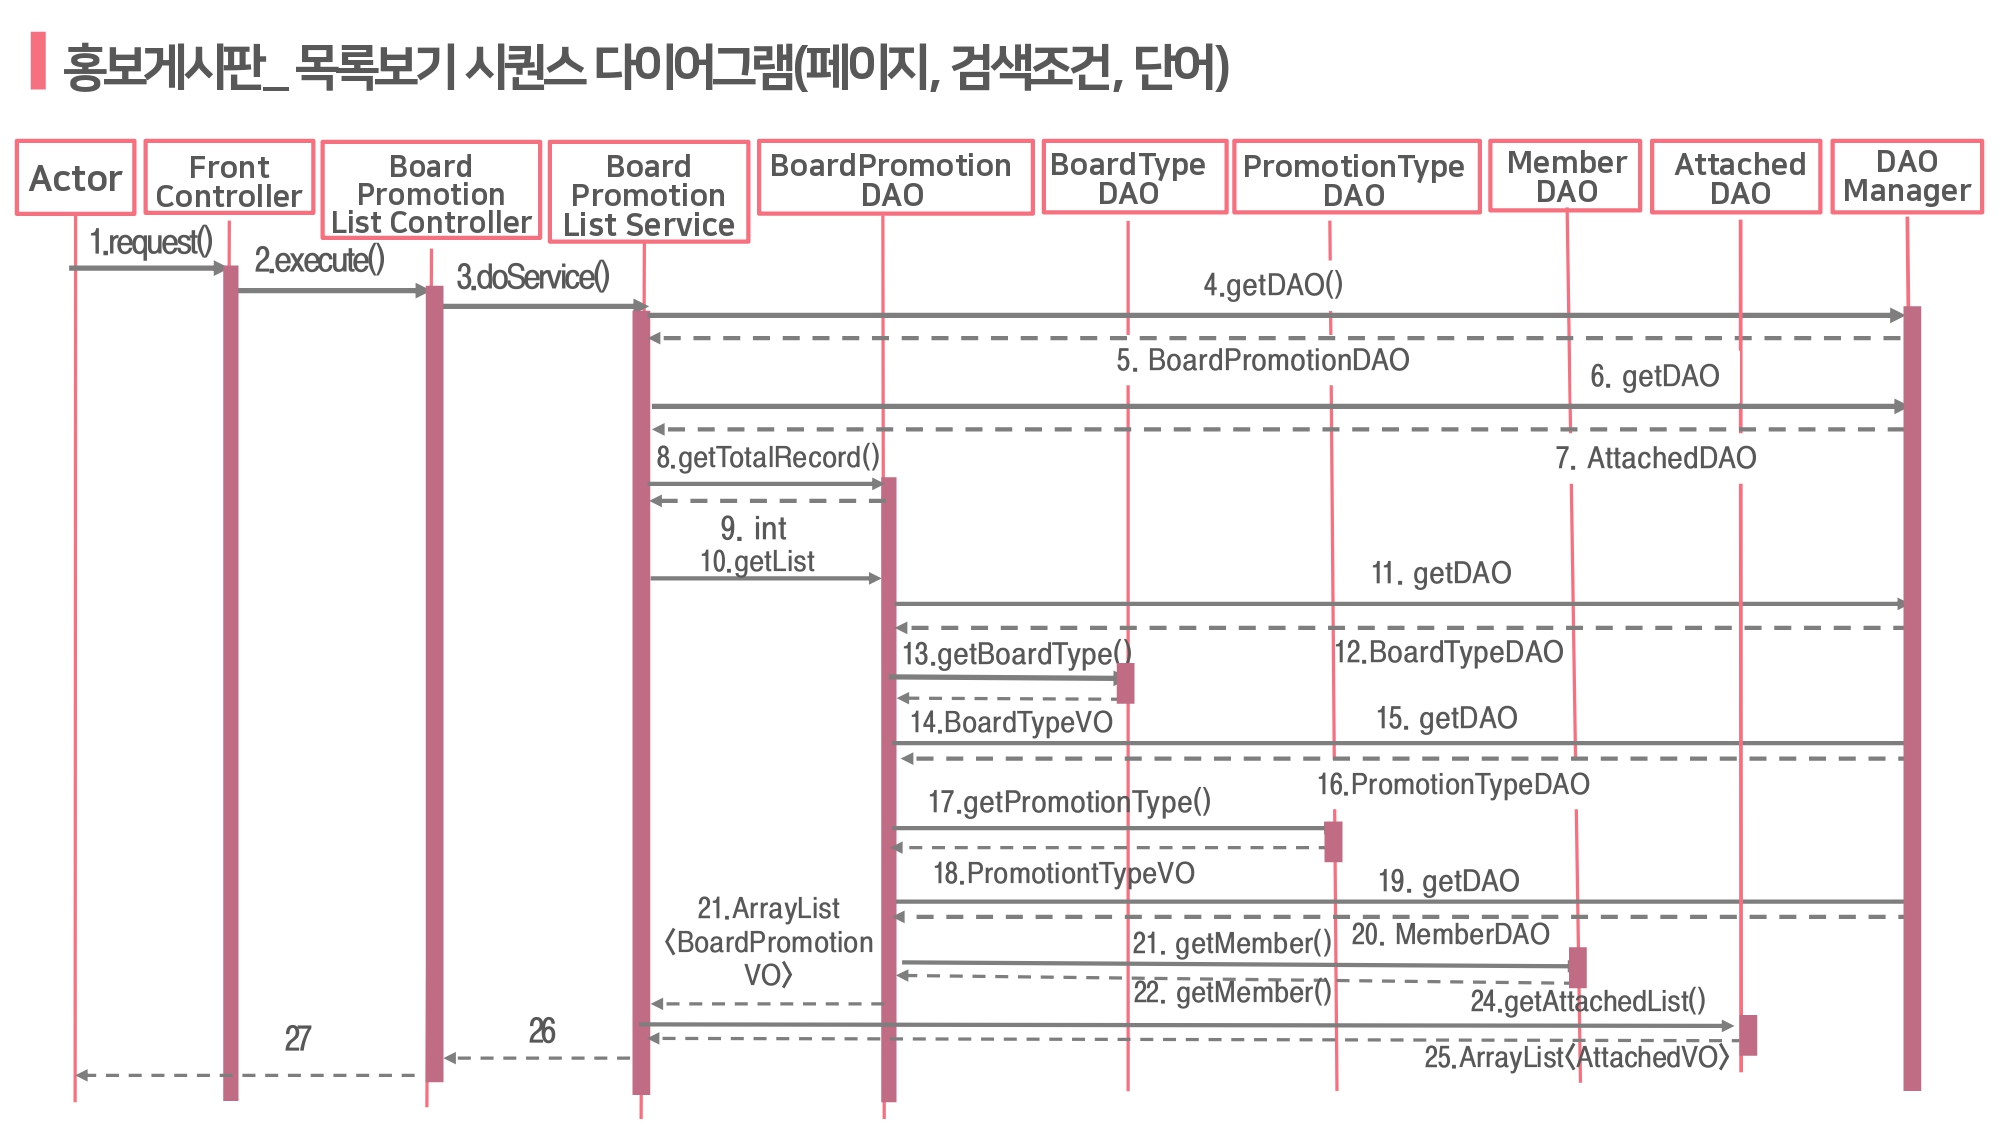 홍보게시판_ 목록보기 시퀀스 다이어그램(페이지, 검색조건, 단어)
Actor
Front
Controller
Board
Promotion
List Controller
Board
Promotion
List Service
BoardPromotion
DAO
BoardType
DAO
PromotionType
DAO
Member
DAO
Attached
DAO
DAO
Manager
1.request()
2.execute()
3.doService()
4.getDAO()
5. BoardPromotionDAO
6. getDAO
7. AttachedDAO
8.getTotalRecord()
9. int
10.getList
11. getDAO
12.BoardTypeDAO
13.getBoardType()
14.BoardTypeVO
15. getDAO
16.PromotionTypeDAO
17.getPromotionType()
18.PromotiontTypeVO
19. getDAO
20. MemberDAO
21.ArrayList
〈BoardPromotion
VO〉
21. getMember()
22. getMember()
24.getAttachedList()
25.ArrayList〈AttachedVO〉
26
27